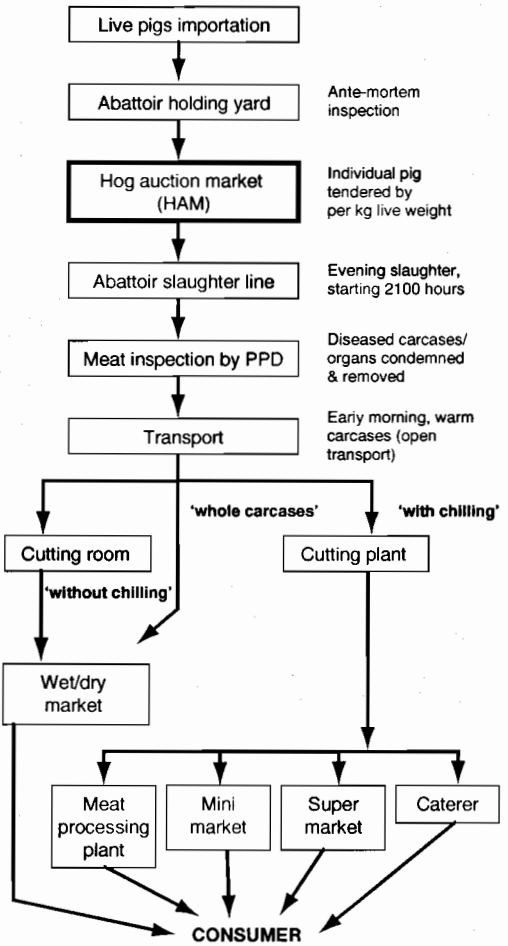 Live pigs importation
Abattoir holding yard
Ante-mortem
inspection
Hog auction market
(HAM)
Individual pig
tendered by
per kg live weight
Abattoir slaughter line
Evening slaughter,
starting 2100 hours
Meat inspection by PPD
Diseased carcases/
organs condemned
& removed
Transport
Early morning, warm
carcases (open
transport)
'whole carcases'
'with chilling'
Cutting room
Cutting plant
'without chilling'
Wet/dry
market
Meat
processing
plant
Mini
market
Super
market
Caterer
CONSUMER